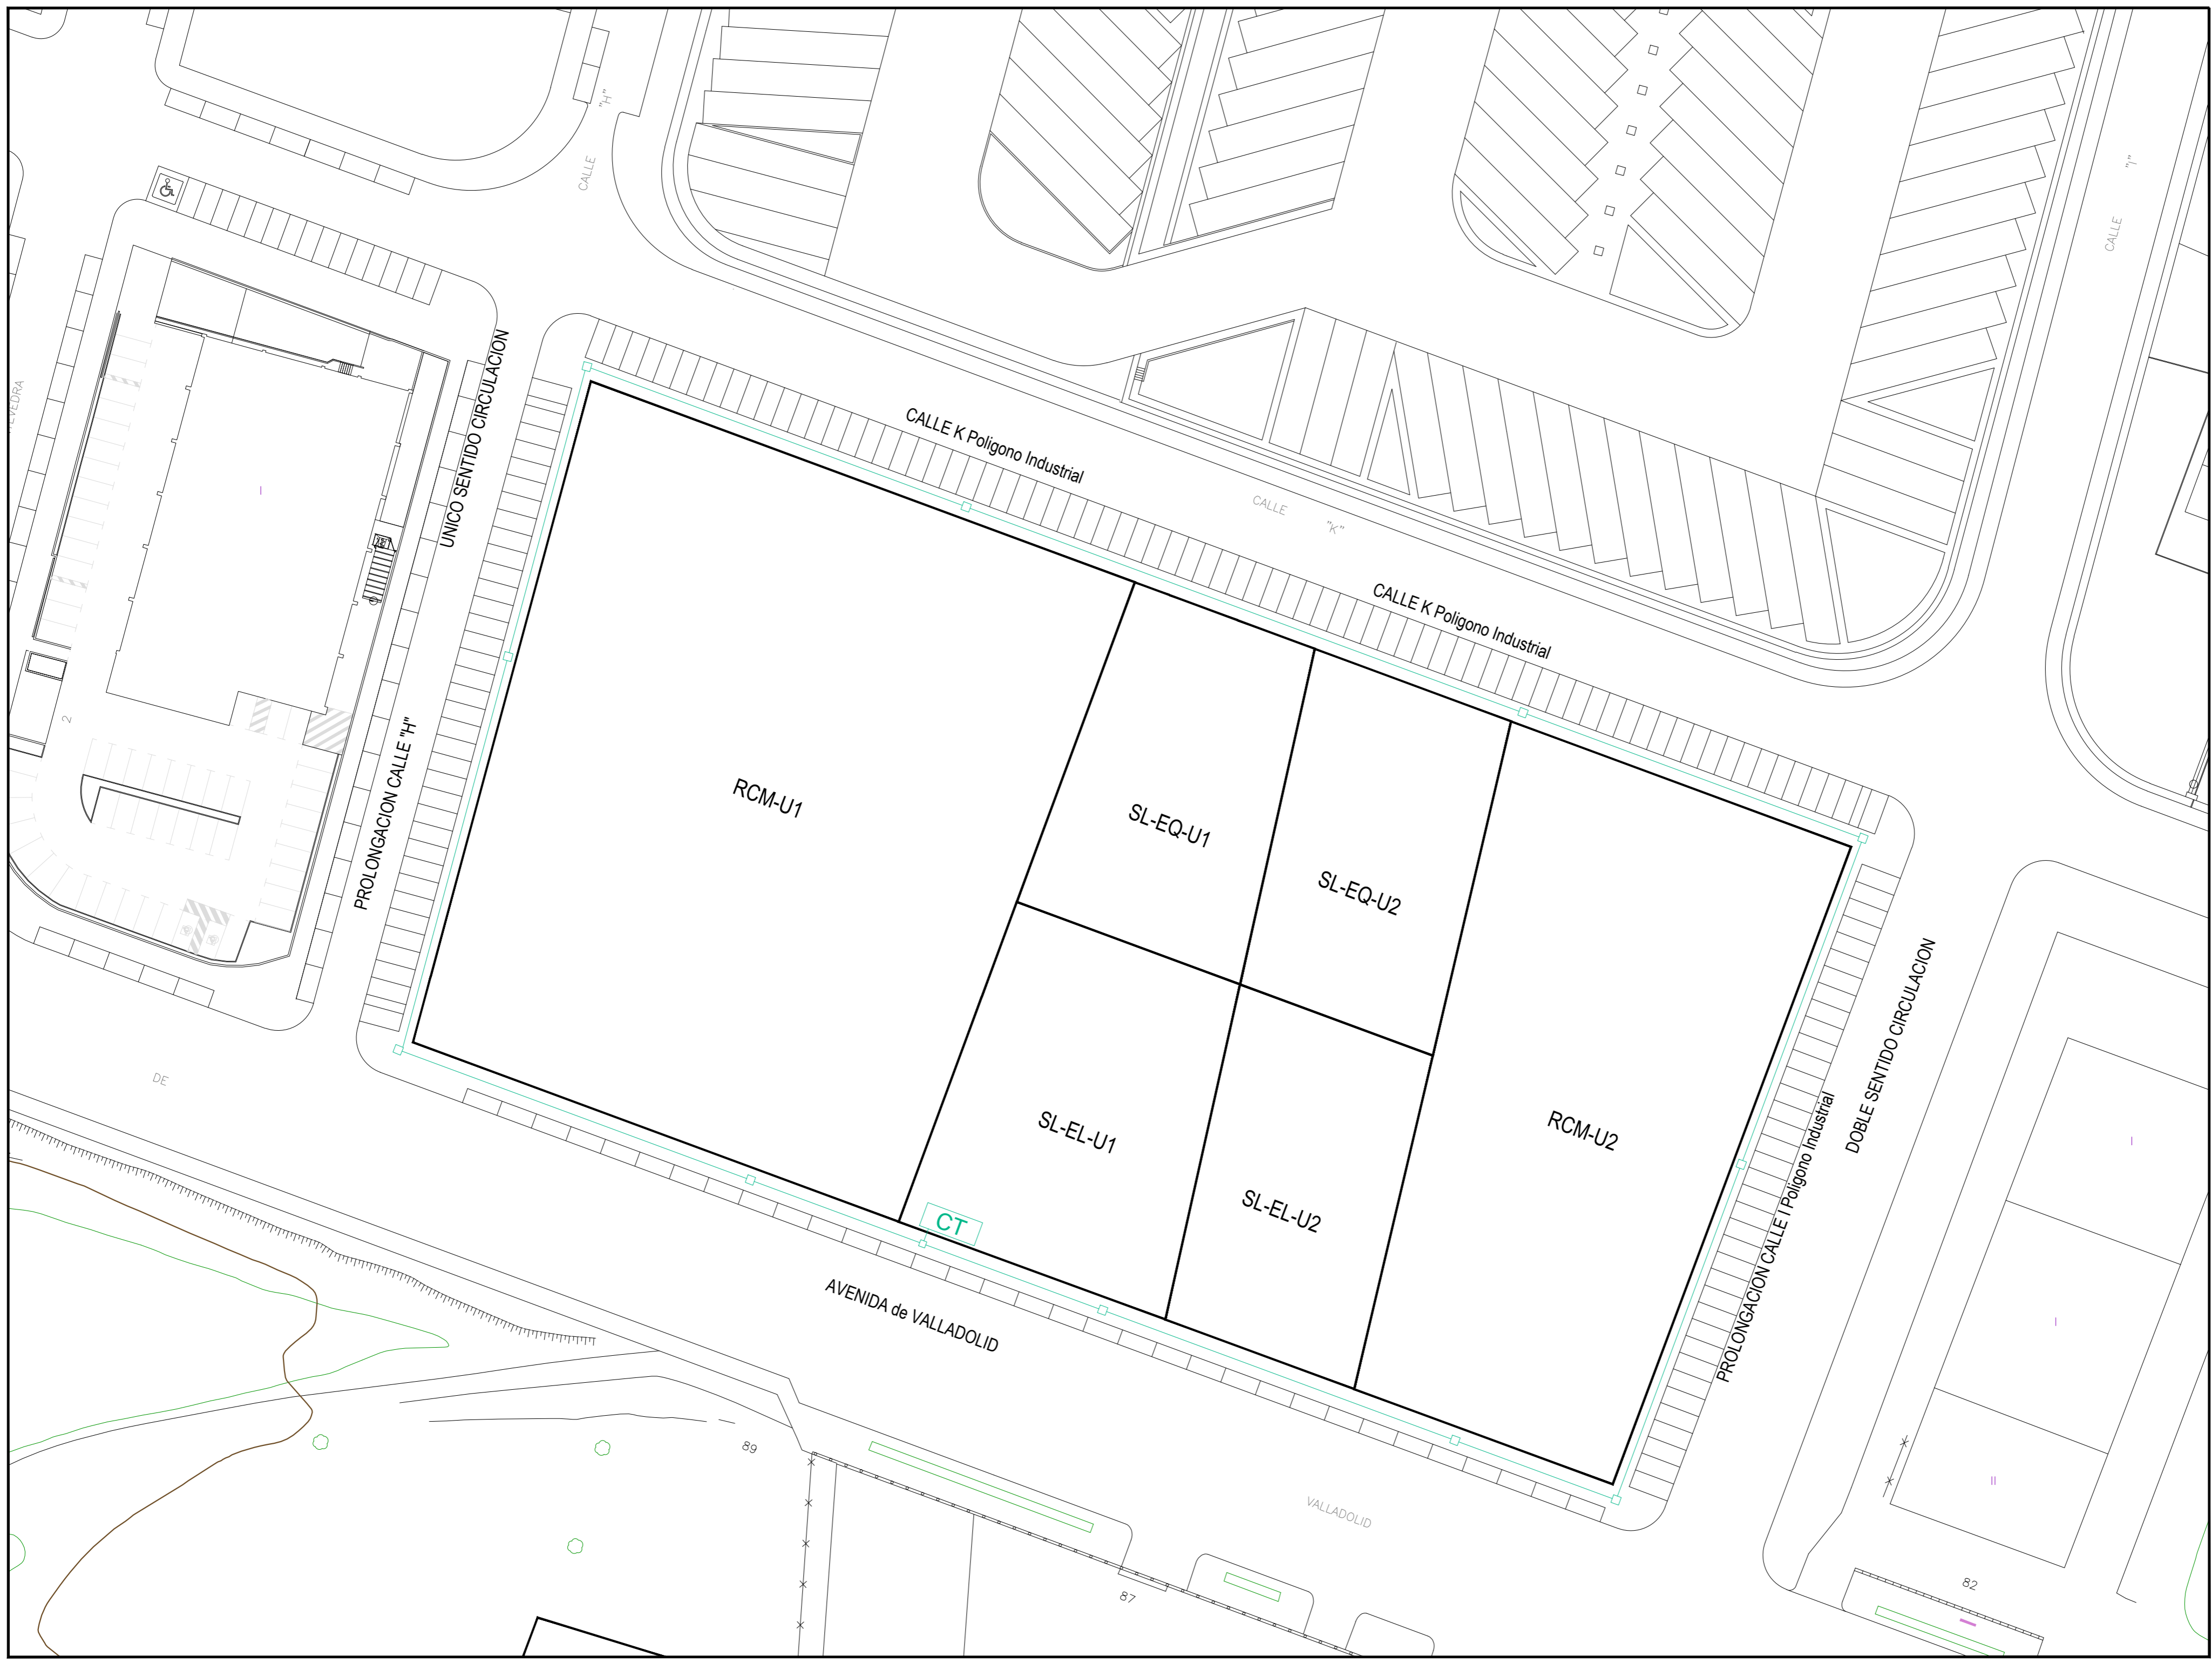 "H"
CALLE
"I"
CALLE
UNICO SENTIDO CIRCULACION
CALLE K Poligono Industrial
CALLE
"K"
I
CALLE K Poligono Industrial
2
PROLONGACION CALLE "H"
RCM-U1
SL-EQ-U1
SL-EQ-U2
DOBLE SENTIDO CIRCULACION
DE
SL-EL-U1
RCM-U2
PROLONGACION CALLE I Poligono Industrial
I
SL-EL-U2
CT
AVENIDA de VALLADOLID
I
89
II
VALLADOLID
87
82